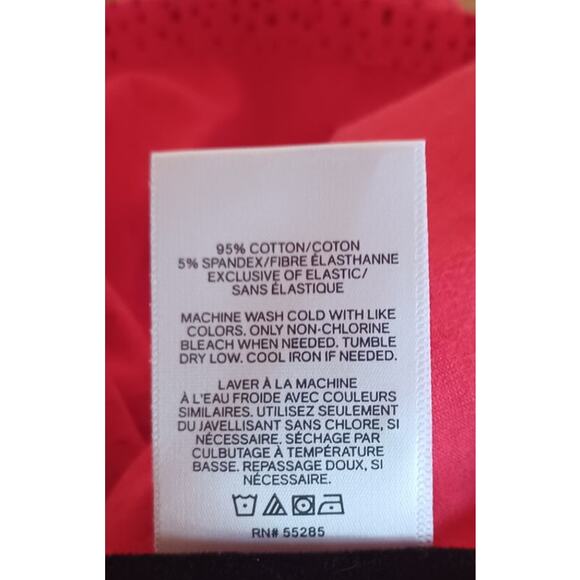 95% COTTON/COTON
5% SPANDEX/FIBRE ÉLASTHANNE
EXCLUSIVE OF ELASTIC/
SANS ÉLASTIQUE
MACHINE WASH COLD WITH LIKE
COLORS. ONLY NON-CHLORINE
BLEACH WHEN NEEDED. TUMBLE
DRY LOW. COOL IRON IF NEEDED.
LAVER À LA MACHINE
À L'EAU FROIDE AVEC COULEURS
SIMILAIRES. UTILISEZ SEULEMENT
DU JAVELLISANT SANS CHLORE, SI
NÉCESSAIRE. SÉCHAGE PAR
CULBUTAGE À TEMPÉRATURE
BASSE. REPASSAGE DOUX, SI
NÉCESSAIRE.
RN# 55285